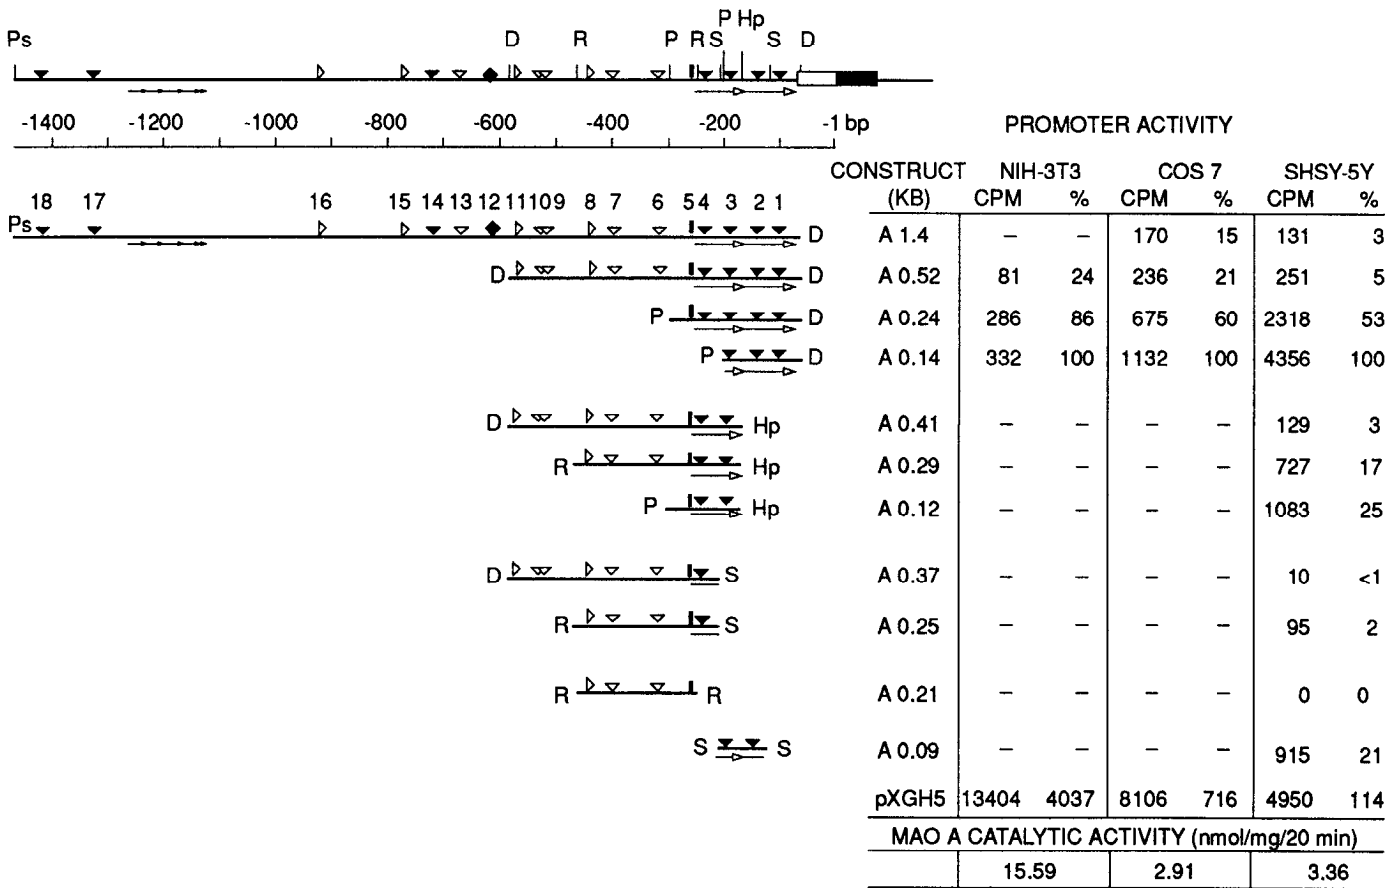 P Hp
Ps D R P R S S D
-1400 -1200 -1000 -800 -600 -400 -200 -1 bp
PROMOTER ACTIVITY
CONSTRUCT NIH-3T3 COS 7 SHSY-5Y
(KB) CPM % CPM % CPM %
18 17 16 15 14 13 12 11 10 9 8 7 6 5 4 3 2 1
Ps D A 1.4 – – 170 15 131 3
D D A 0.52 81 24 236 21 251 5
P D A 0.24 286 86 675 60 2318 53
P D A 0.14 332 100 1132 100 4356 100
D Hp A 0.41 – – – – 129 3
R Hp A 0.29 – – – – 727 17
P Hp A 0.12 – – – – 1083 25
D S A 0.37 – – – – 10 <1
R S A 0.25 – – – – 95 2
R R A 0.21 – – – – 0 0
S S A 0.09 – – – – 915 21
pXGH5 13404 4037 8106 716 4950 114
MAO A CATALYTIC ACTIVITY (nmol/mg/20 min)
15.59 2.91 3.36